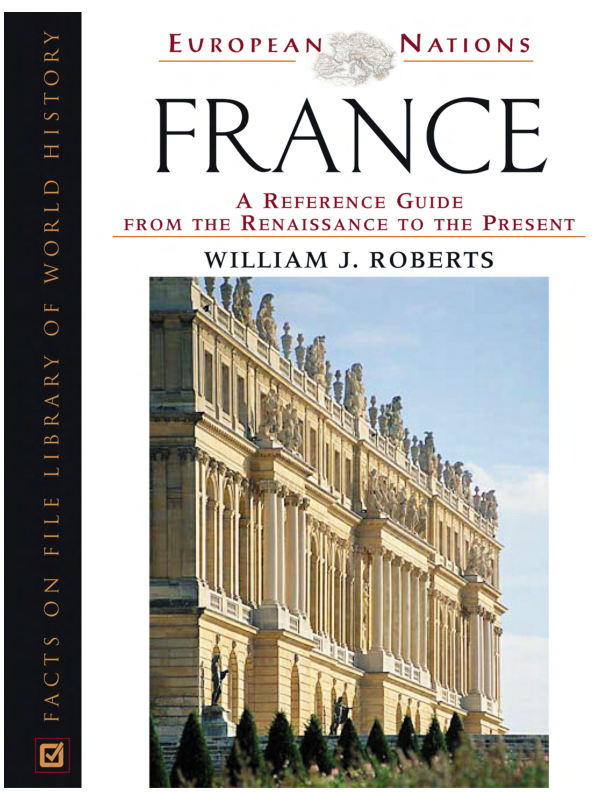 EUROPEAN NATIONS
FRANCE
A REFERENCE GUIDE
FROM THE RENAISSANCE TO THE PRESENT
WILLIAM J. ROBERTS
FACTS ON FILE LIBRARY OF WORLD HISTORY